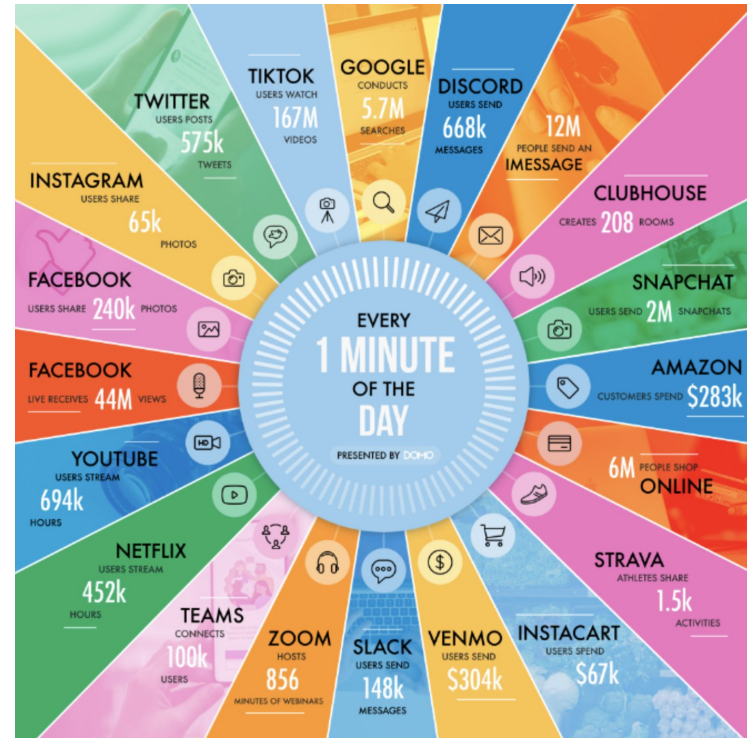 EVERY
1 MINUTE
OF THE
DAY
PRESENTED BY DOMO
GOOGLE
CONDUCTS
5.7M
SEARCHES
DISCORD
USERS SEND
668k
MESSAGES
12M
PEOPLE SEND AN
IMESSAGE
CLUBHOUSE
CREATES 208 ROOMS
SNAPCHAT
USERS SEND 2M SNAPCHATS
AMAZON
CUSTOMERS SPEND $283k
6M PEOPLE SHOP
ONLINE
STRAVA
ATHLETES SHARE
1.5k
ACTIVITIES
INSTACART
USERS SPEND
$67k
VENMO
USERS SEND
$304k
SLACK
USERS SEND
148k
MESSAGES
ZOOM
HOSTS
856
MINUTES OF WEBINARS
TEAMS
CONNECTS
100k
USERS
NETFLIX
USERS STREAM
452k
HOURS
YOUTUBE
USERS STREAM
694k
HOURS
FACEBOOK
LIVE RECEIVES 44M VIEWS
FACEBOOK
USERS SHARE 240k PHOTOS
INSTAGRAM
USERS SHARE
65k
PHOTOS
TWITTER
USERS POSTS
575k
TWEETS
TIKTOK
USERS WATCH
167M
VIDEOS
HD